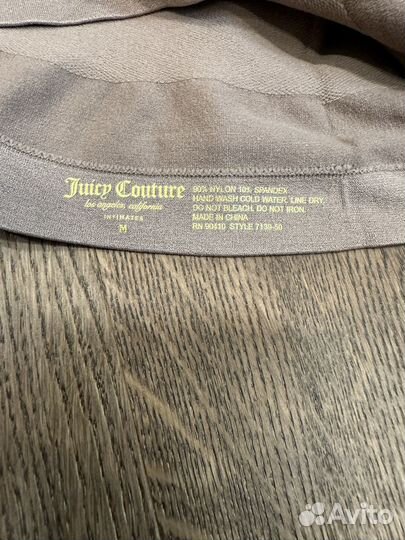 Juicy Couture
los angeles, california
INTIMATES
M
90% NYLON 10% SPANDEX
HAND WASH COLD WATER, LINE DRY,
DO NOT BLEACH, DO NOT IRON.
MADE IN CHINA
RN 90410 STYLE 7139-50
Avito